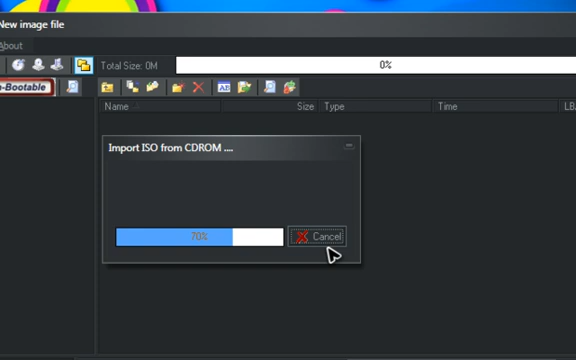 New image file
About
Total Size: 0M 0%
-Bootable
Name Size Type Time LB
Import ISO from CDROM ....
70% Cancel